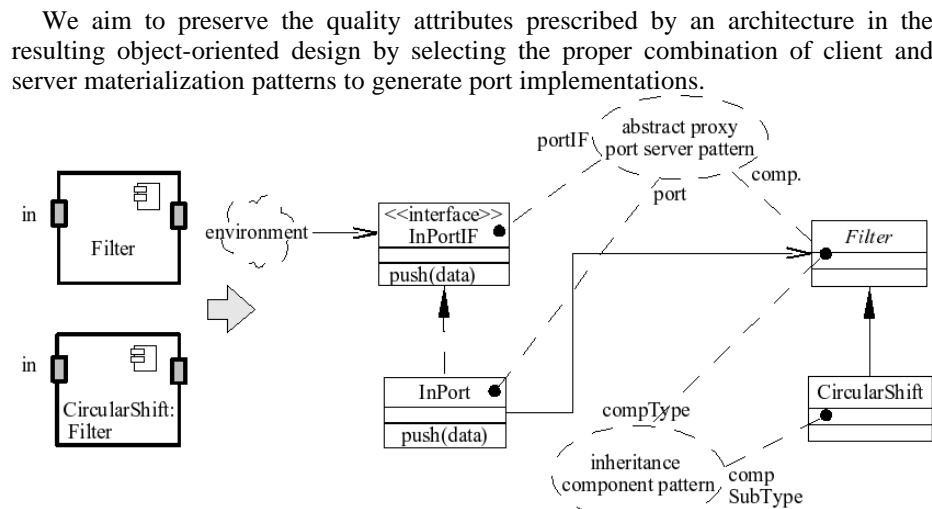 We aim to preserve the quality attributes prescribed by an architecture in the
resulting object-oriented design by selecting the proper combination of client and
server materialization patterns to generate port implementations.
abstract proxy
port server pattern
portIF
comp.
port
in
Filter
environment
<<interface>>
InPortIF
push(data)
Filter
in
CircularShift:
Filter
InPort
push(data)
CircularShift
compType
inheritance
component pattern
comp
SubType